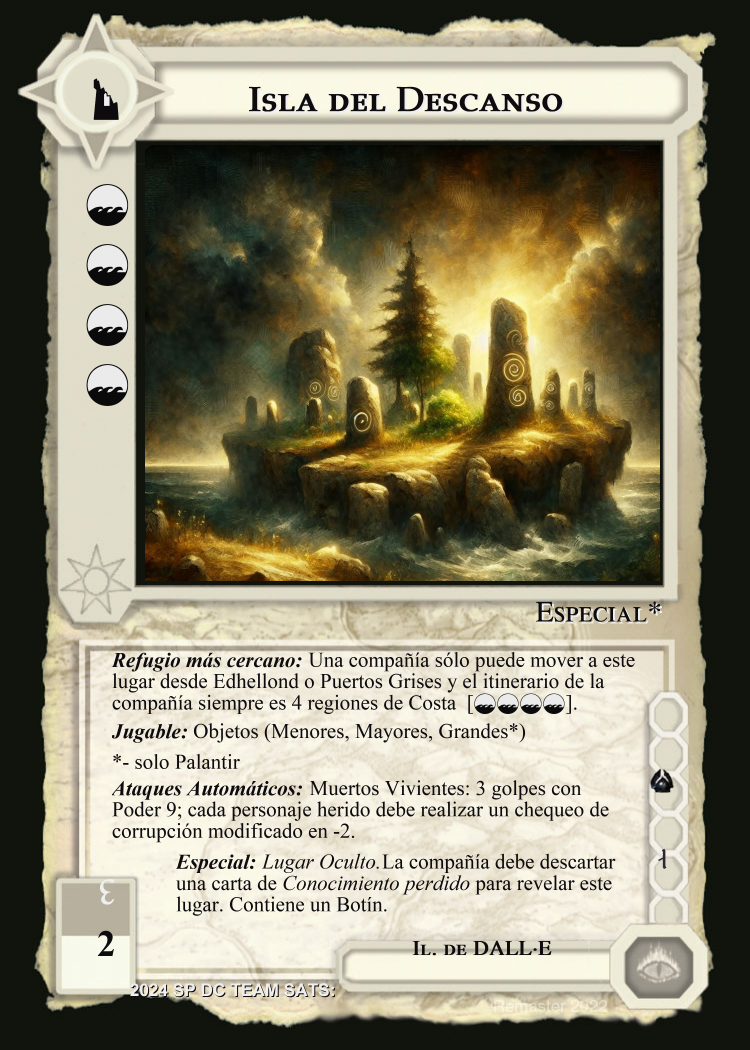 Isla del Descanso
Especial*
Refugio más cercano: Una compañía sólo puede mover a este
lugar desde Edhellond o Puertos Grises y el itinerario de la
compañía siempre es 4 regiones de Costa [ ].
Jugable: Objetos (Menores, Mayores, Grandes*)
*- solo Palantir
Ataques Automáticos: Muertos Vivientes: 3 golpes con
Poder 9; cada personaje herido debe realizar un chequeo de
corrupción modificado en -2.
Especial: Lugar Oculto.La compañía debe descartar
una carta de Conocimiento perdido para revelar este
lugar. Contiene un Botín.
2
Il. de DALL·E
2024 SP DC TEAM SATS:
Remaster 2022